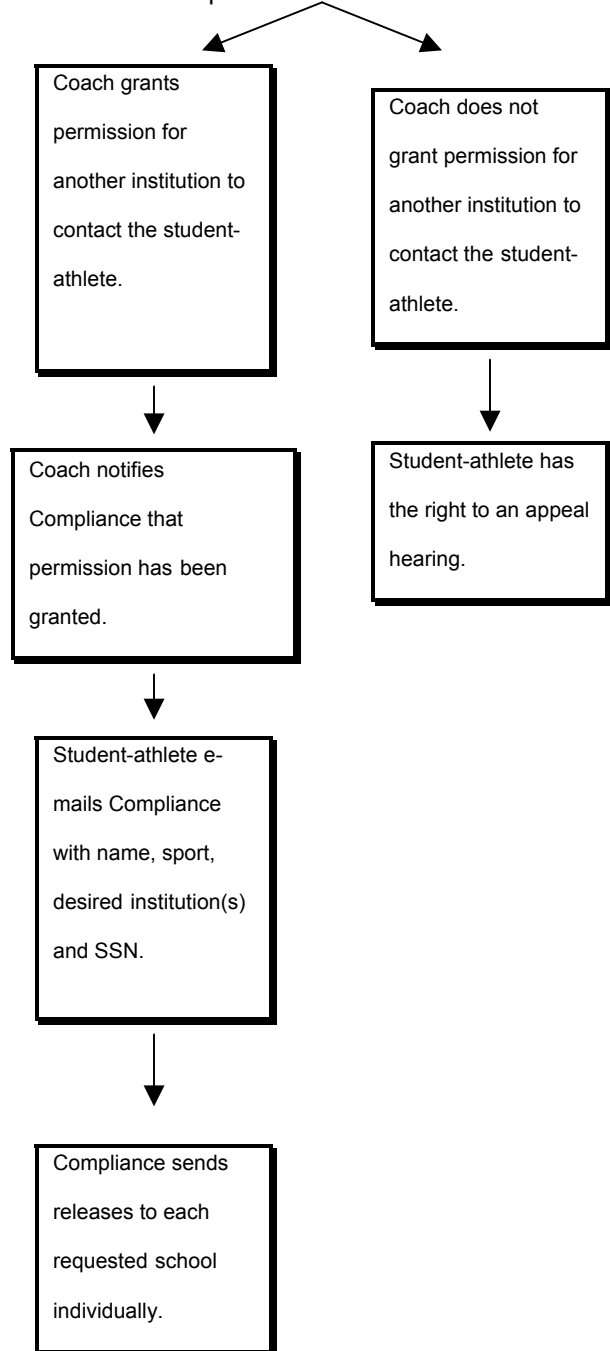 Coach grants
permission for
another institution to
contact the student-
athlete.
Coach does not
grant permission for
another institution to
contact the student-
athlete.
Coach notifies
Compliance that
permission has been
granted.
Student-athlete has
the right to an appeal
hearing.
Student-athlete e-
mails Compliance
with name, sport,
desired institution(s)
and SSN.
Compliance sends
releases to each
requested school
individually.